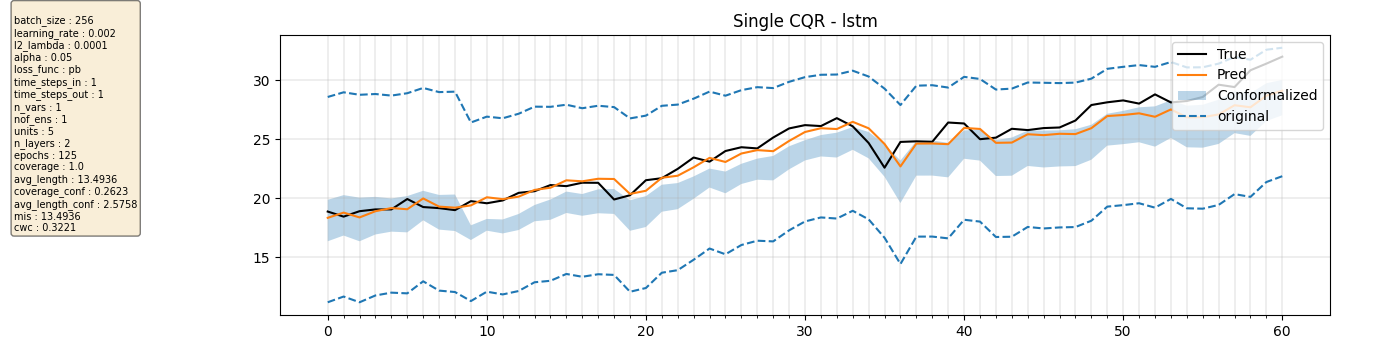 batch_size : 256
learning_rate : 0.002
l2_lambda : 0.0001
alpha : 0.05
loss_func : pb
time_steps_in : 1
time_steps_out : 1
n_vars : 1
nof_ens : 1
units : 5
n_layers : 2
epochs : 125
coverage : 1.0
avg_length : 13.4936
coverage_conf : 0.2623
avg_length_conf : 2.5758
mis : 13.4936
cwc : 0.3221
Single CQR - lstm
True
Pred
Conformalized
original
30
25
20
15
0 10 20 30 40 50 60